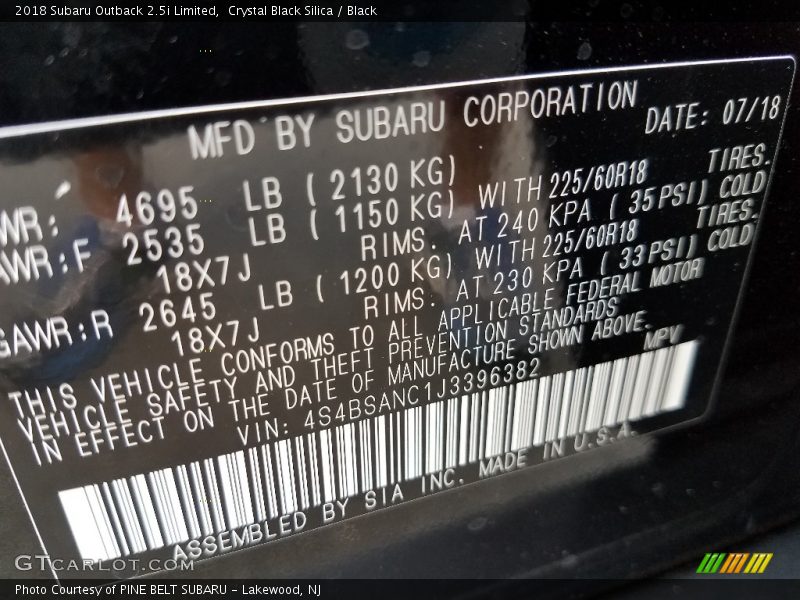 2018 Subaru Outback 2.5i Limited,  Crystal Black Silica / Black
MFD BY SUBARU CORPORATION DATE: 07/18
WR: 4695 LB ( 2130 KG)
AWR:F 2535 LB ( 1150 KG) WITH 225/60R18 TIRES.
18X7J RIMS. AT 240 KPA ( 35 PSI) COLD
GAWR:R 2645 LB ( 1200 KG) WITH 225/60R18 TIRES.
18X7J RIMS. AT 230 KPA ( 33 PSI) COLD
THIS VEHICLE CONFORMS TO ALL APPLICABLE FEDERAL MOTOR
VEHICLE SAFETY AND THEFT PREVENTION STANDARDS
IN EFFECT ON THE DATE OF MANUFACTURE SHOWN ABOVE.
VIN: 4S4BSANC1J3396382 MPV
ASSEMBLED BY SIA INC. MADE IN U.S.A.
GTCARLOT.COM
Photo Courtesy of PINE BELT SUBARU - Lakewood, NJ